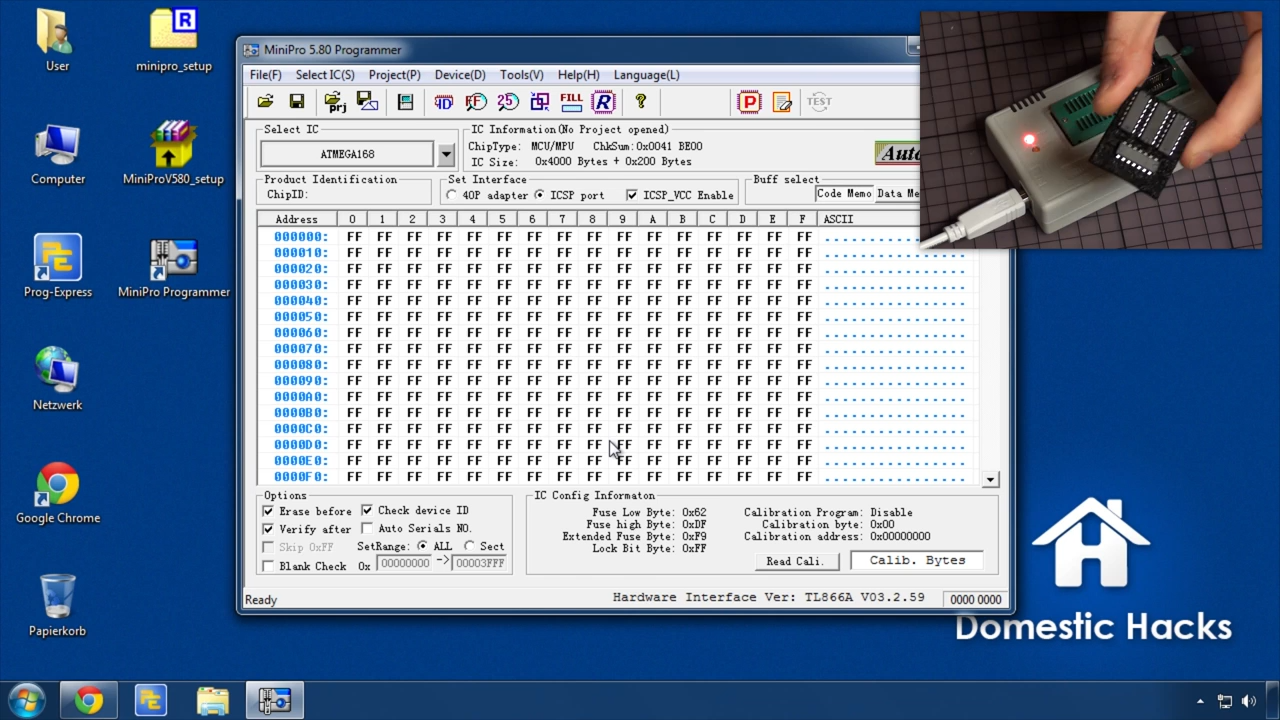 User
minipro_setup
Computer
MiniProV580_setup
Prog-Express
MiniPro Programmer
Netzwerk
Google Chrome
Papierkorb
MiniPro 5.80 Programmer
File(F) Select IC(S) Project(P) Device(D) Tools(V) Help(H) Language(L)
prj FF 25 FILL R ? P TEST
Select IC
ATMEGA168
IC Information(No Project opened)
ChipType: MCU/MPU ChkSum:0x0041 BE00
IC Size: 0x4000 Bytes + 0x200 Bytes
Product Identification
ChipID:
Set Interface
40P adapter ICSP port ICSP_VCC Enable
Buff select
Code Memo Data Me
Address 0 1 2 3 4 5 6 7 8 9 A B C D E F ASCII
000000: FF FF FF FF FF FF FF FF FF FF FF FF FF FF FF FF ................
000010: FF FF FF FF FF FF FF FF FF FF FF FF FF FF FF FF ................
000020: FF FF FF FF FF FF FF FF FF FF FF FF FF FF FF FF ................
000030: FF FF FF FF FF FF FF FF FF FF FF FF FF FF FF FF ................
000040: FF FF FF FF FF FF FF FF FF FF FF FF FF FF FF FF ................
000050: FF FF FF FF FF FF FF FF FF FF FF FF FF FF FF FF ................
000060: FF FF FF FF FF FF FF FF FF FF FF FF FF FF FF FF ................
000070: FF FF FF FF FF FF FF FF FF FF FF FF FF FF FF FF ................
000080: FF FF FF FF FF FF FF FF FF FF FF FF FF FF FF FF ................
000090: FF FF FF FF FF FF FF FF FF FF FF FF FF FF FF FF ................
0000A0: FF FF FF FF FF FF FF FF FF FF FF FF FF FF FF FF ................
0000B0: FF FF FF FF FF FF FF FF FF FF FF FF FF FF FF FF ................
0000C0: FF FF FF FF FF FF FF FF FF FF FF FF FF FF FF FF ................
0000D0: FF FF FF FF FF FF FF FF FF FF FF FF FF FF FF FF ................
0000E0: FF FF FF FF FF FF FF FF FF FF FF FF FF FF FF FF ................
0000F0: FF FF FF FF FF FF FF FF FF FF FF FF FF FF FF FF ................
Options
Erase before Check device ID
Verify after Auto Serials NO.
Skip 0xFF SetRange: ALL Sect
Blank Check 0x 00000000 -> 00003FFF
IC Config Informaton
Fuse Low Byte: 0x62 Calibration Program: Disable
Fuse high Byte: 0xDF Calibration byte: 0x00
Extended Fuse Byte: 0xF9 Calibration address: 0x00000000
Lock Bit Byte: 0xFF
Read Cali. Calib. Bytes
Ready Hardware Interface Ver: TL866A V03.2.59 0000 0000
Domestic Hacks